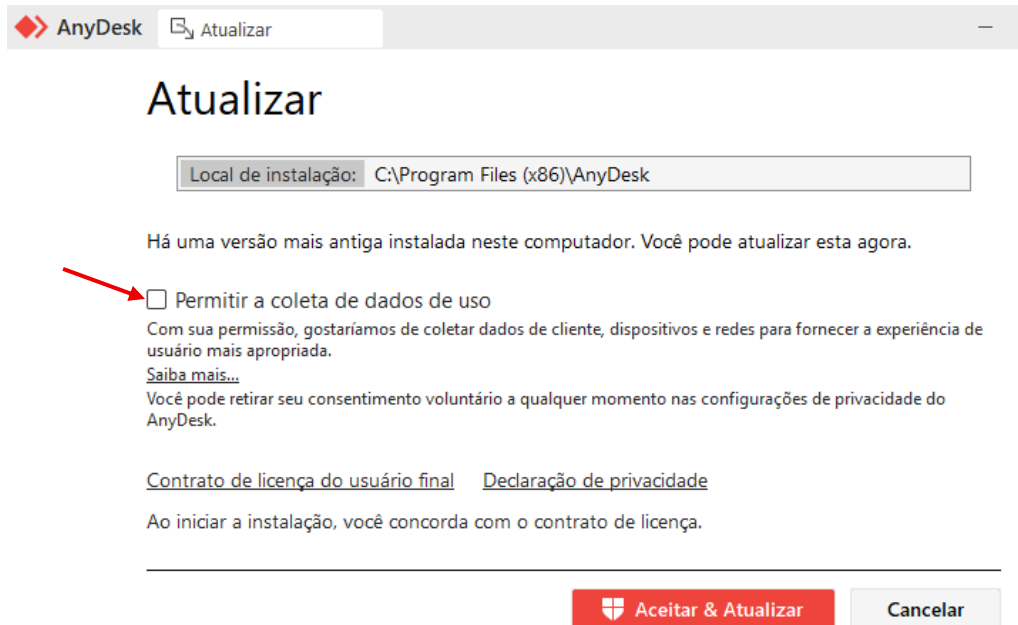 AnyDesk
Atualizar
Atualizar
Local de instalação: C:\Program Files (x86)\AnyDesk
Há uma versão mais antiga instalada neste computador. Você pode atualizar esta agora.
Permitir a coleta de dados de uso
Com sua permissão, gostaríamos de coletar dados de cliente, dispositivos e redes para fornecer a experiência de
usuário mais apropriada.
Saiba mais...
Você pode retirar seu consentimento voluntário a qualquer momento nas configurações de privacidade do
AnyDesk.
Contrato de licença do usuário final Declaração de privacidade
Ao iniciar a instalação, você concorda com o contrato de licença.
Aceitar & Atualizar Cancelar